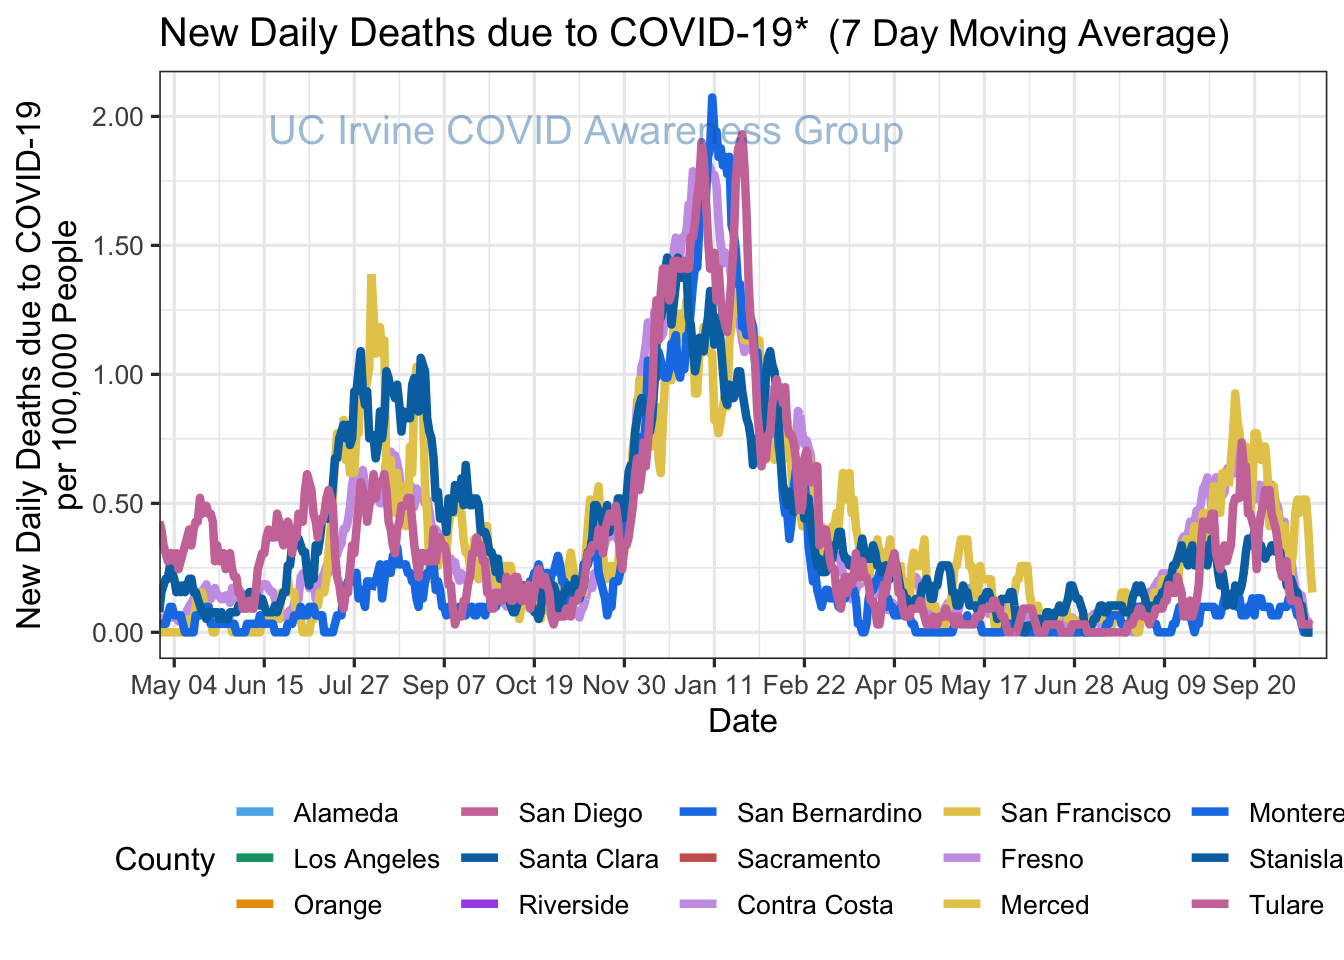 New Daily Deaths due to COVID-19* (7 Day Moving Average)
UC Irvine COVID Awareness Group
New Daily Deaths due to COVID-19
per 100,000 People
2.00
1.50
1.00
0.50
0.00
May 04 Jun 15 Jul 27 Sep 07 Oct 19 Nov 30 Jan 11 Feb 22 Apr 05 May 17 Jun 28 Aug 09 Sep 20
Date
County
Alameda San Diego San Bernardino San Francisco Montere
Los Angeles Santa Clara Sacramento Fresno Stanisla
Orange Riverside Contra Costa Merced Tulare